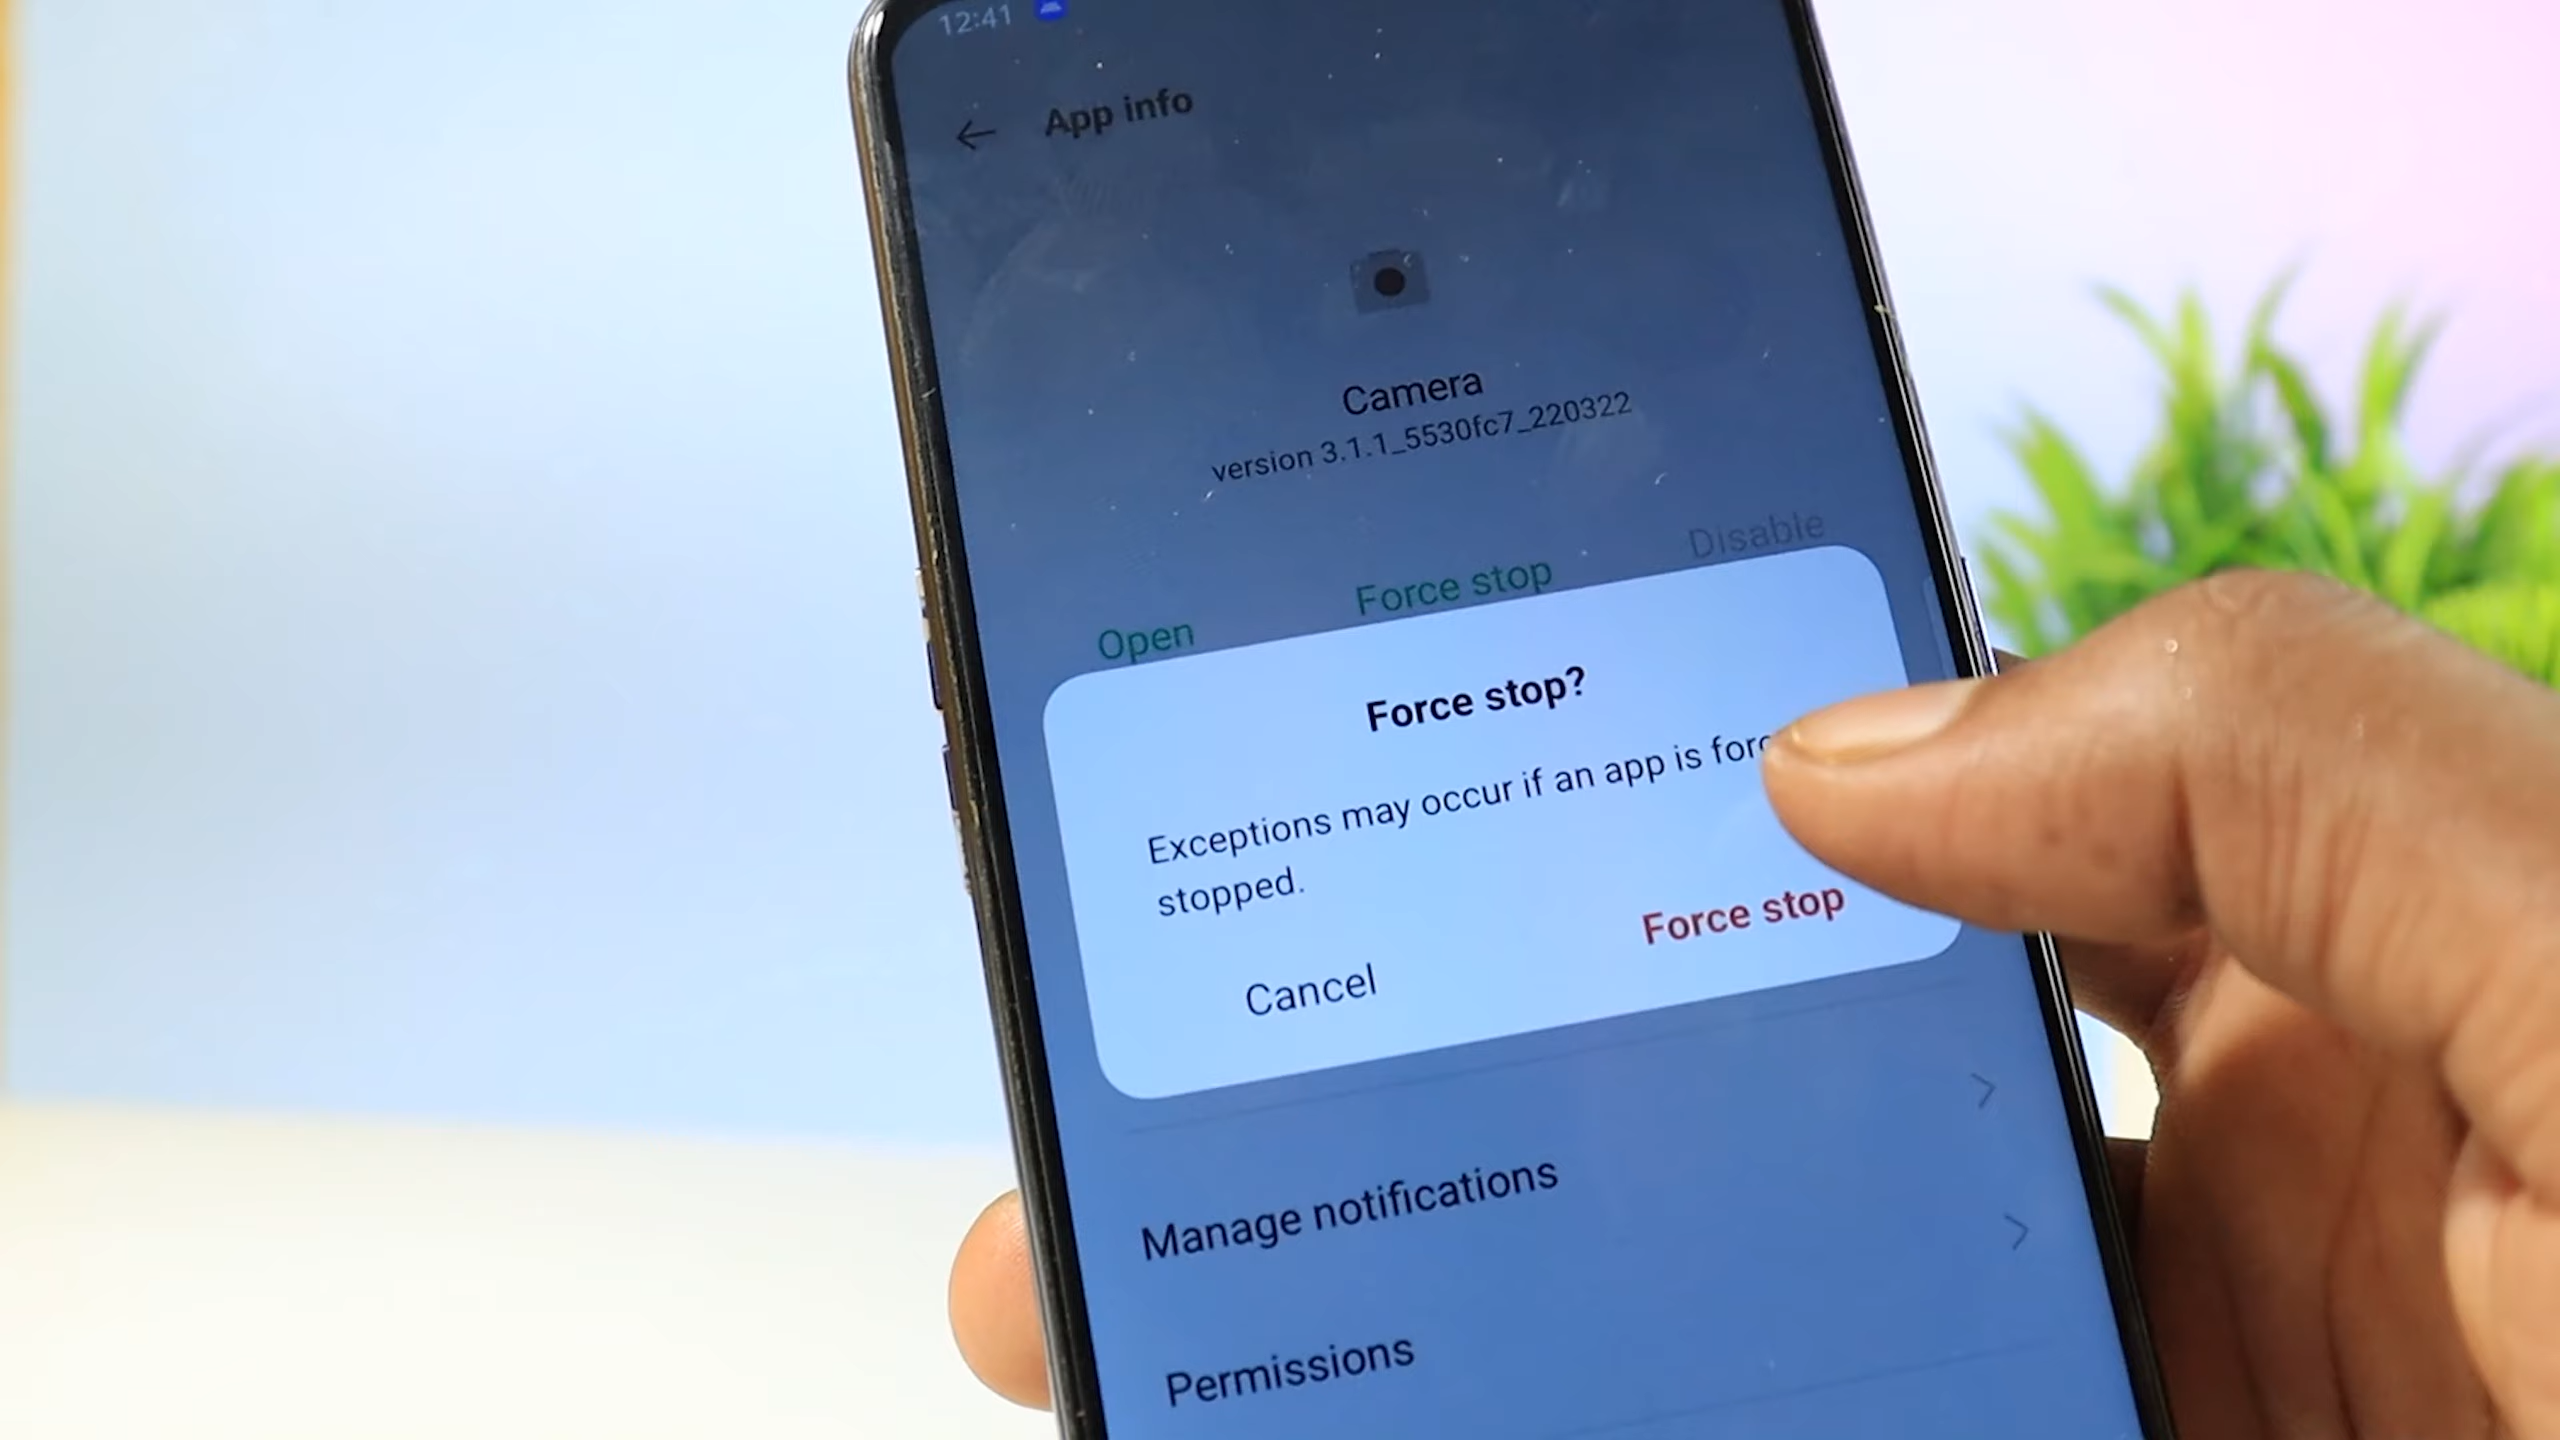 12:41
App info
Camera
version 3.1.1_5530fc7_220322
Open
Force stop
Disable
Force stop?
Exceptions may occur if an app is
stopped.
Cancel
Force stop
Manage notifications
Permissions